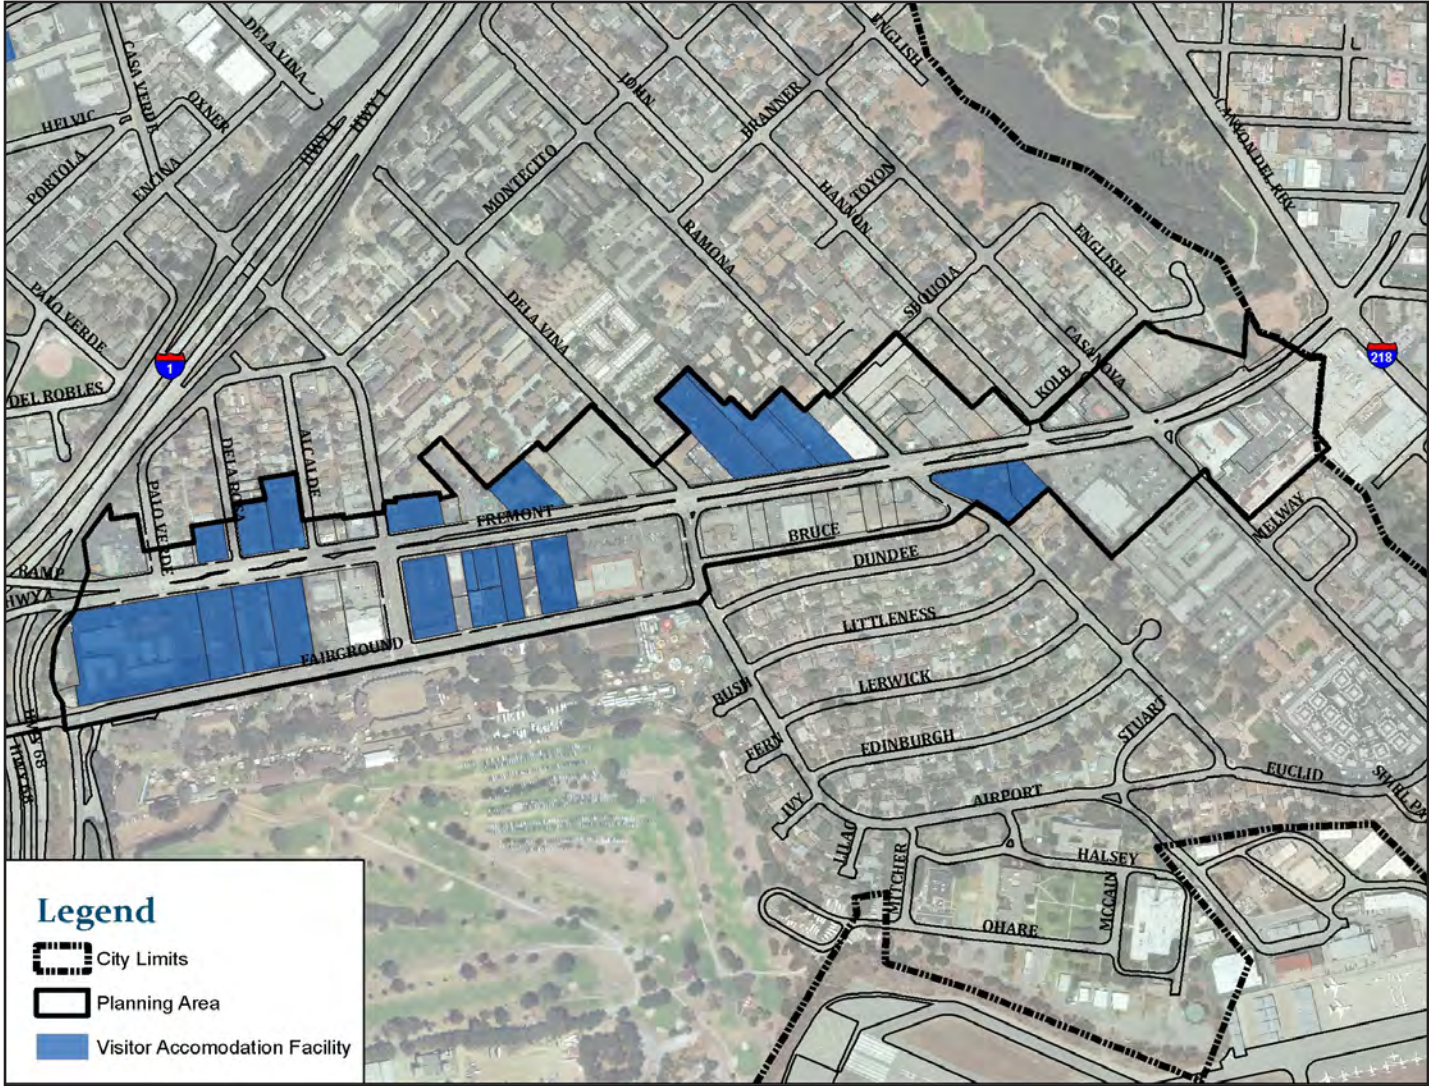 ENGLISH
DELA VINA
CASA VERDE
OXNER
HELVIC
HWY 1
HWY 1
JOHN
BRANNER
CANYON DEL REY
PORTOLA
ENCINA
MONTECITO
TOYON
HANNON
RAMONA
ENGLISH
SEQUOIA
PALO VERDE
DELA VINA
CASANOVA
218
1
KOLB
DEL ROBLES
DELAROSA
ALCALDE
PALO VERDE
FREMONT
MELWAY
BRUCE
DUNDEE
RAMP
HWY 1
LITTLENESS
FAIRGROUND
LERWICK
BUSH
STUART
HWY 68
HWY 68
FERN
EDINBURGH
EUCLID
SHRL PN
AIRPORT
IVY
LILAC
HALSEY
MITCHER
MCCAIN
OHARE
Legend
City Limits
Planning Area
Visitor Accomodation Facility